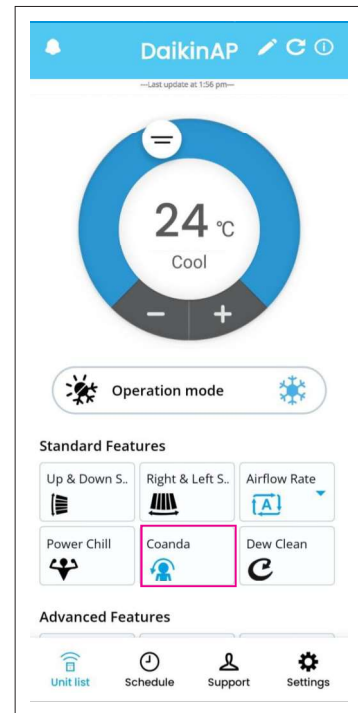 DaikinAP
---Last update at 1:56 pm---
24 °C
Cool
Operation mode
Standard Features
Up & Down S..
Right & Left S..
Airflow Rate
A
Power Chill
Coanda
Dew Clean
Advanced Features
Unit list
Schedule
Support
Settings